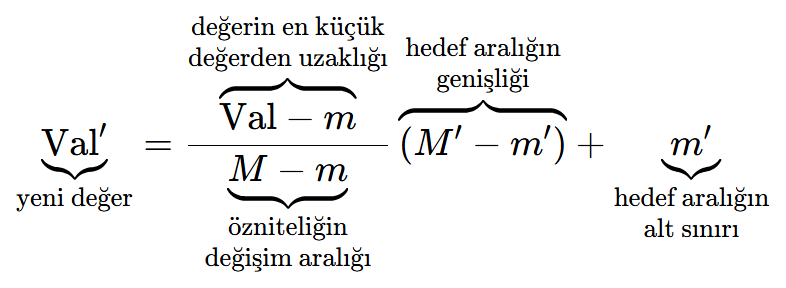 değerin en küçük
değerden uzaklığı
hedef aralığın
genişliği
Val′ = (Val − m) / (M − m) (M′ − m′) + m′
yeni değer
özniteliğin
değişim aralığı
hedef aralığın
alt sınırı